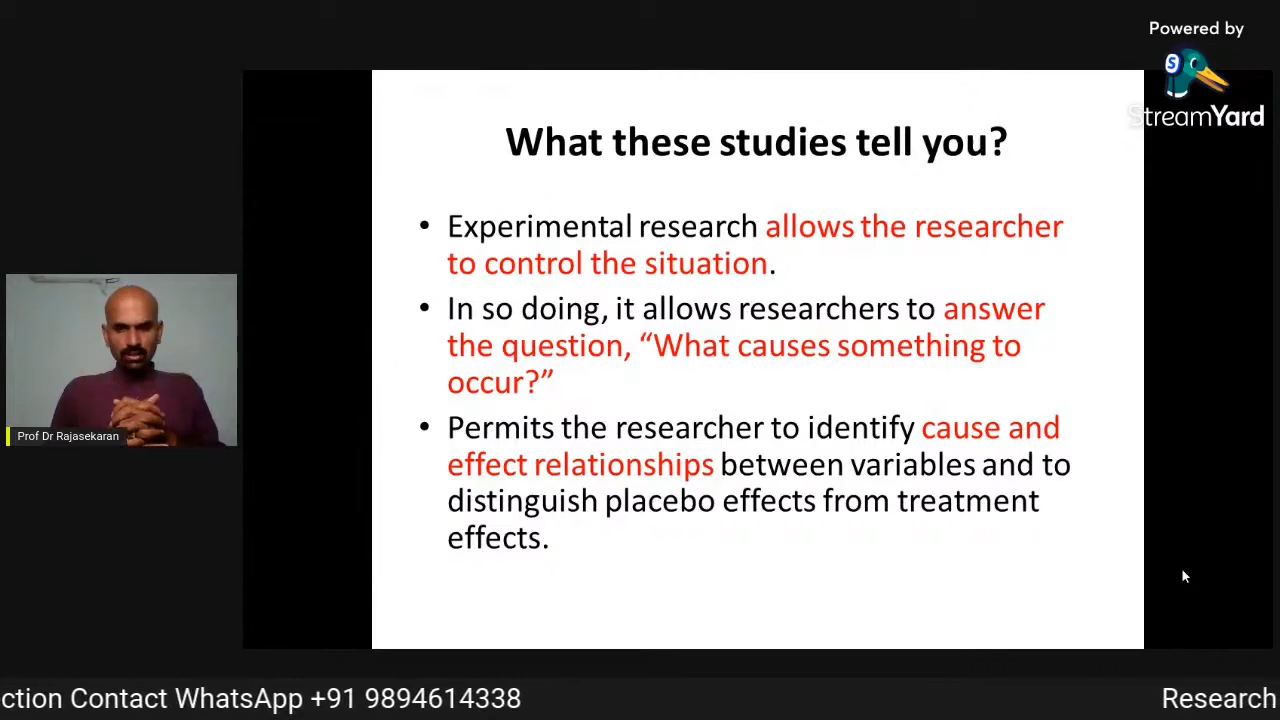 Powered by
StreamYard
What these studies tell you?
• Experimental research allows the researcher
to control the situation.
• In so doing, it allows researchers to answer
the question, “What causes something to
occur?”
• Permits the researcher to identify cause and
effect relationships between variables and to
distinguish placebo effects from treatment
effects.
Prof Dr Rajasekaran
ction Contact WhatsApp +91 9894614338
Research